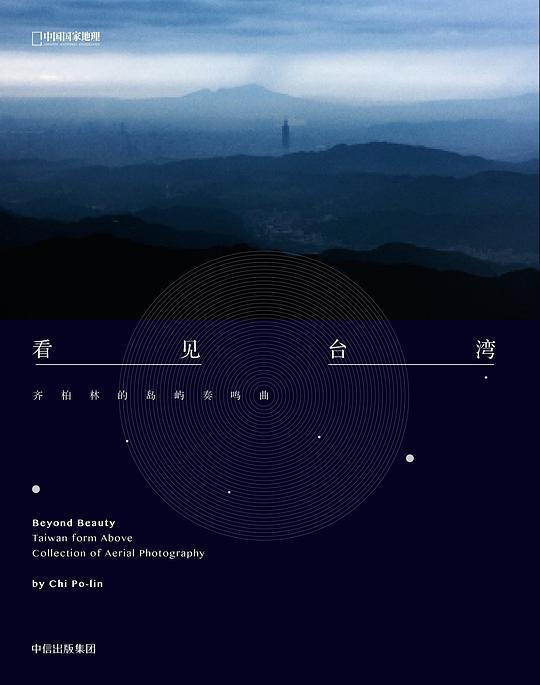 中国国家地理
看见台湾
齐柏林的岛屿奏鸣曲
Beyond Beauty
Taiwan form Above
Collection of Aerial Photography
by Chi Po-lin
中信出版集团